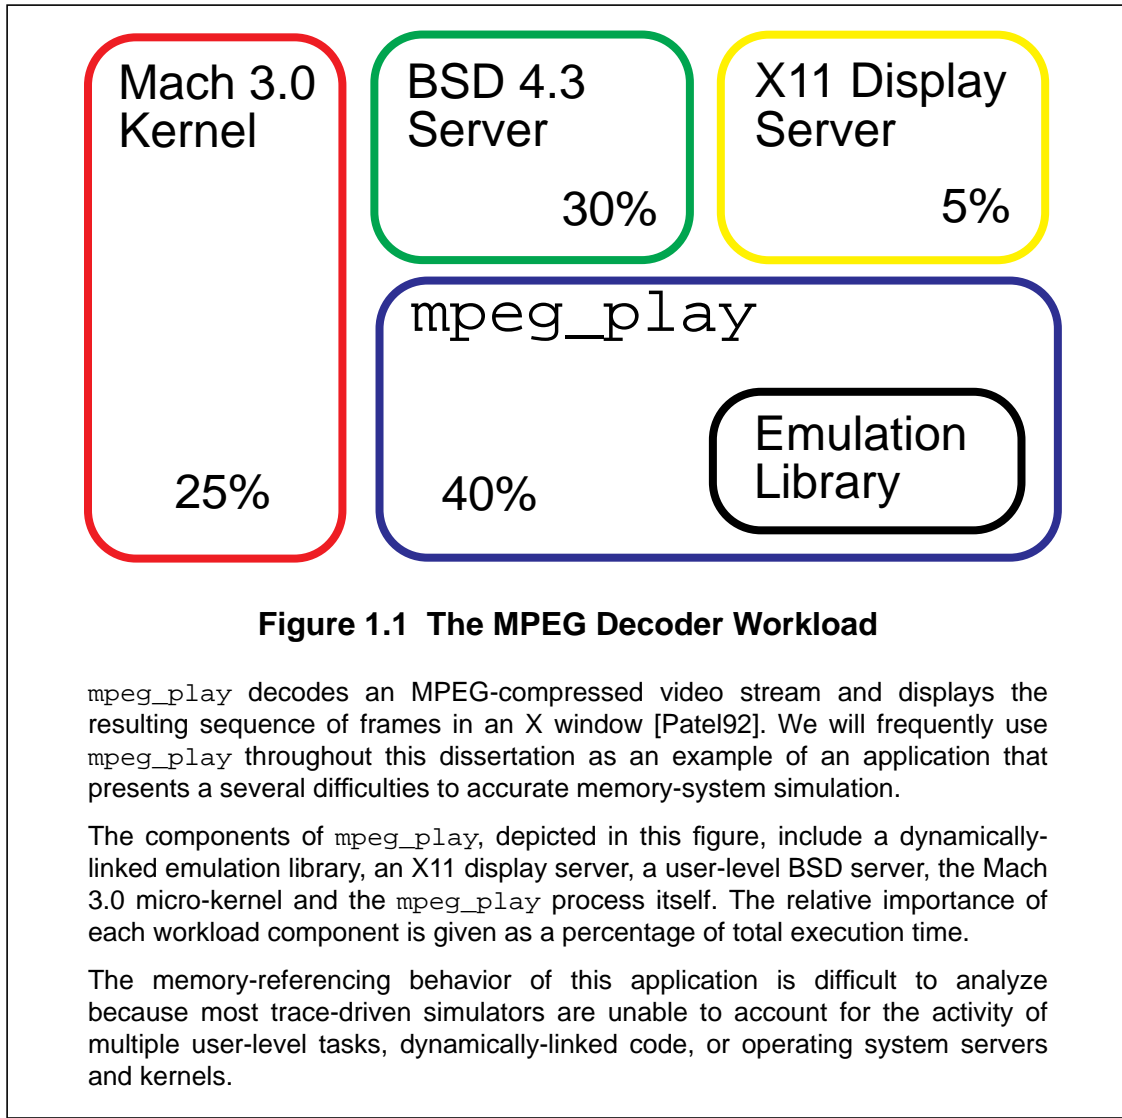 Mach 3.0
Kernel
25%
BSD 4.3
Server
30%
X11 Display
Server
5%
mpeg_play
40%
Emulation
Library
Figure 1.1 The MPEG Decoder Workload
mpeg_play decodes an MPEG-compressed video stream and displays the
resulting sequence of frames in an X window [Patel92]. We will frequently use
mpeg_play throughout this dissertation as an example of an application that
presents a several difficulties to accurate memory-system simulation.
The components of mpeg_play, depicted in this figure, include a dynamically-
linked emulation library, an X11 display server, a user-level BSD server, the Mach
3.0 micro-kernel and the mpeg_play process itself. The relative importance of
each workload component is given as a percentage of total execution time.
The memory-referencing behavior of this application is difficult to analyze
because most trace-driven simulators are unable to account for the activity of
multiple user-level tasks, dynamically-linked code, or operating system servers
and kernels.